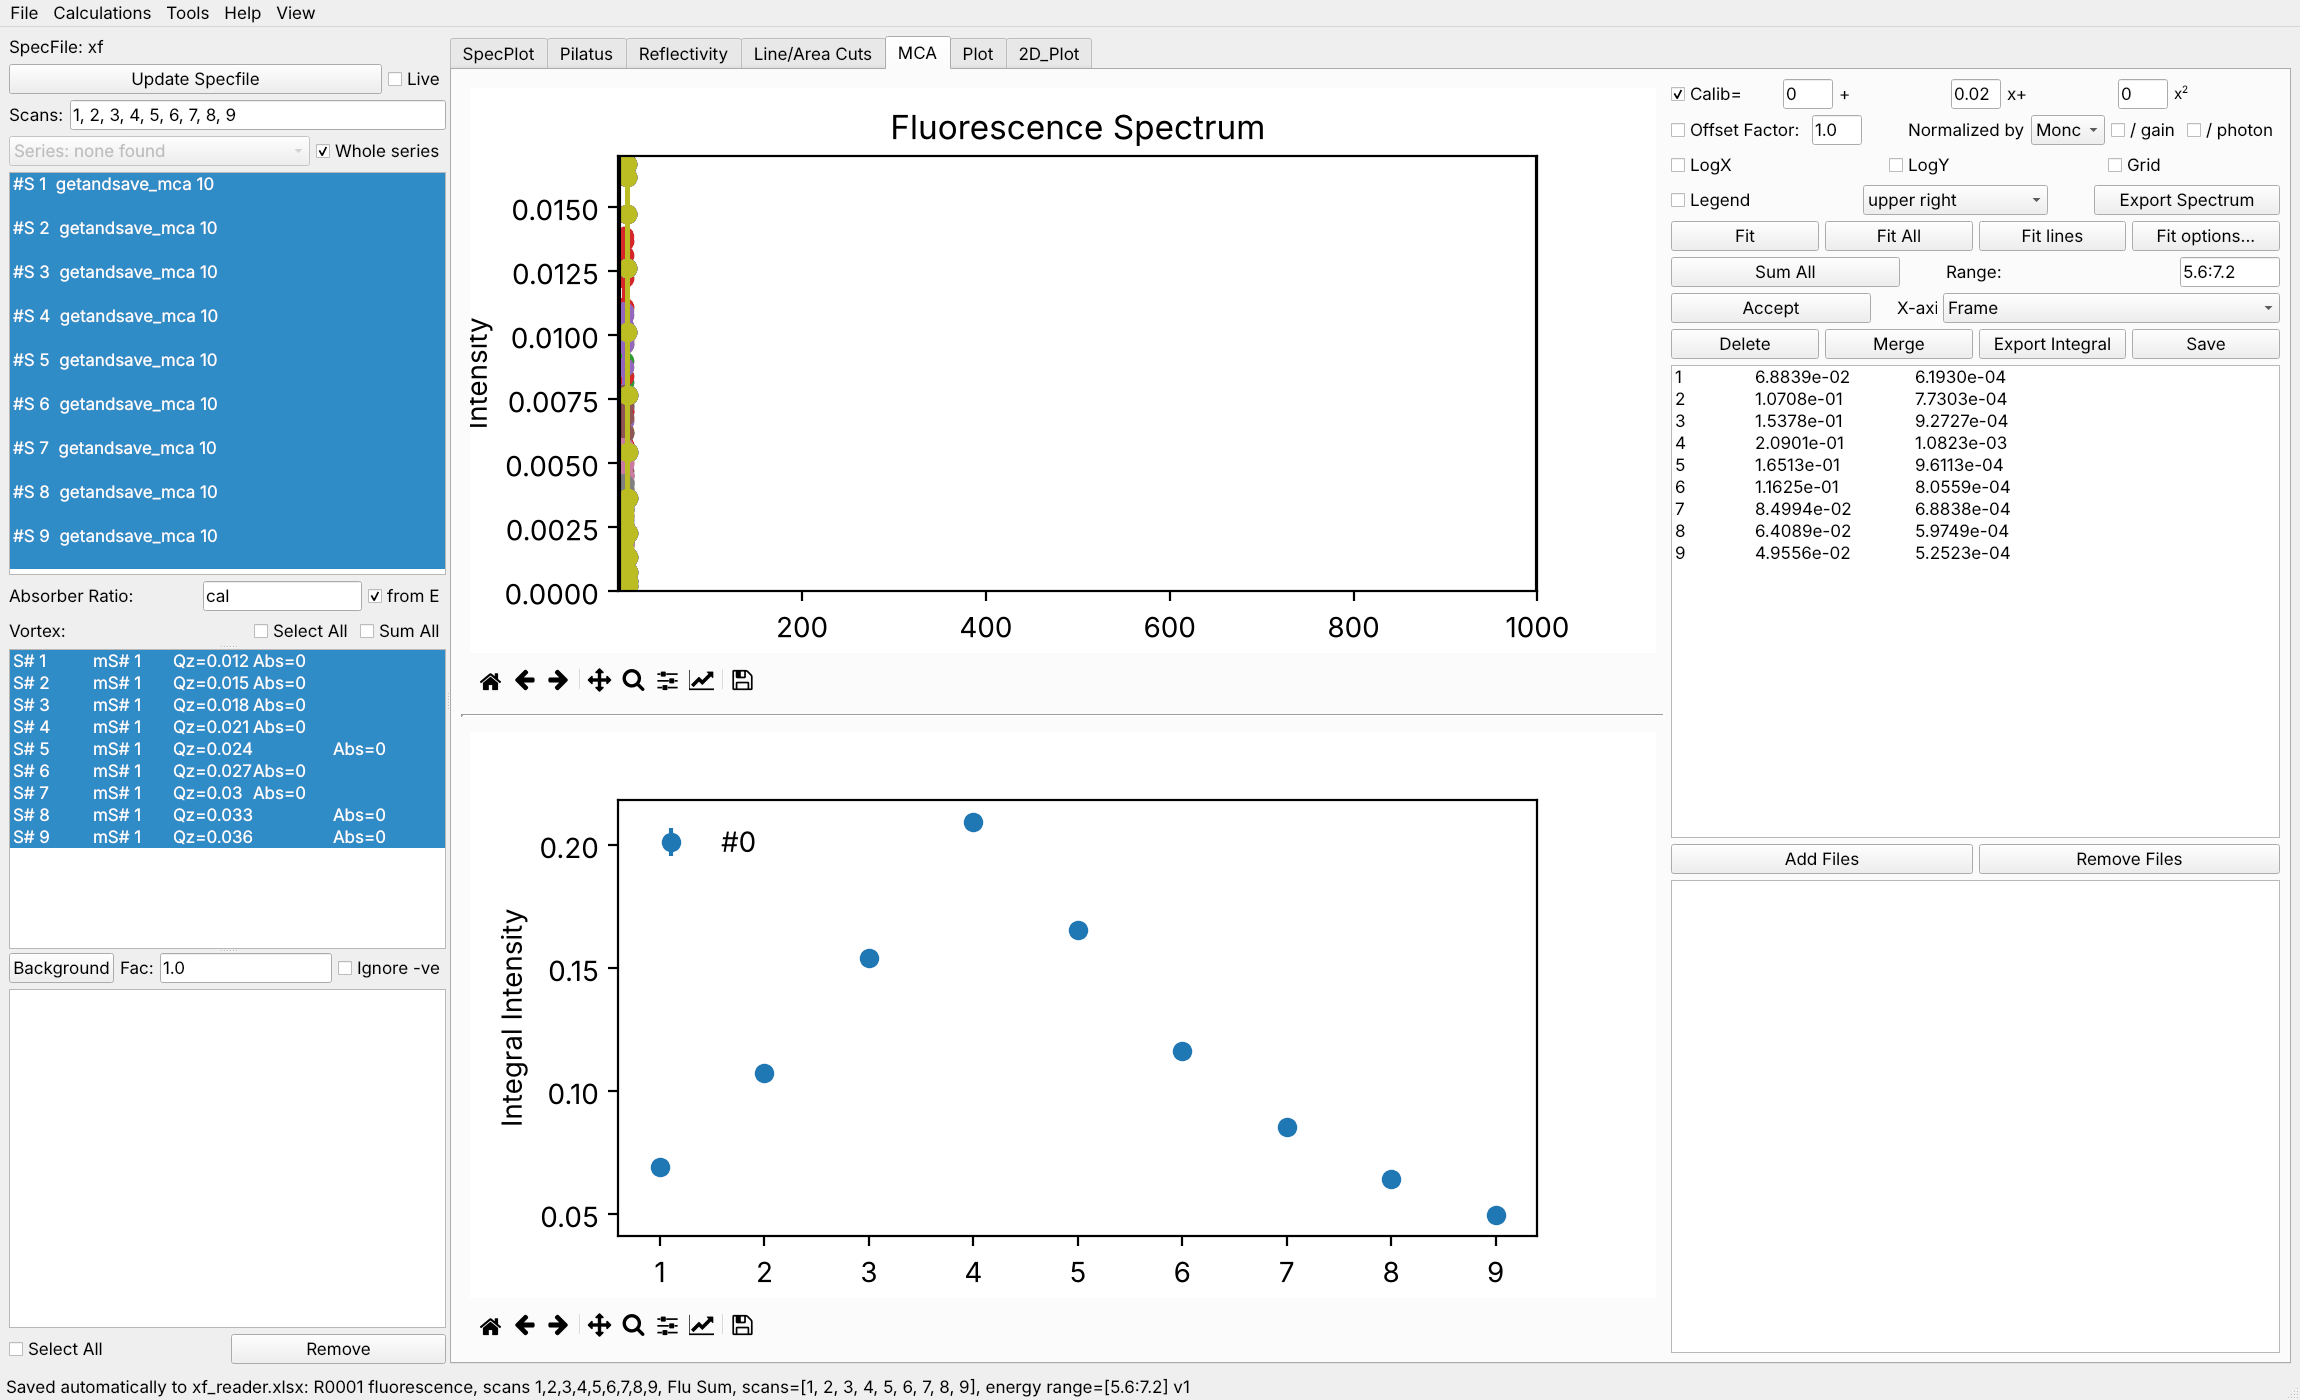 File Calculations Tools Help View
SpecFile: xf
Update Specfile Live
Scans: 1, 2, 3, 4, 5, 6, 7, 8, 9
Series: none found Whole series
#S 1 getandsave_mca 10
#S 2 getandsave_mca 10
#S 3 getandsave_mca 10
#S 4 getandsave_mca 10
#S 5 getandsave_mca 10
#S 6 getandsave_mca 10
#S 7 getandsave_mca 10
#S 8 getandsave_mca 10
#S 9 getandsave_mca 10
Absorber Ratio: cal from E
Vortex: Select All Sum All
S# 1 mS# 1 Qz=0.012 Abs=0
S# 2 mS# 1 Qz=0.015 Abs=0
S# 3 mS# 1 Qz=0.018 Abs=0
S# 4 mS# 1 Qz=0.021 Abs=0
S# 5 mS# 1 Qz=0.024 Abs=0
S# 6 mS# 1 Qz=0.027 Abs=0
S# 7 mS# 1 Qz=0.03 Abs=0
S# 8 mS# 1 Qz=0.033 Abs=0
S# 9 mS# 1 Qz=0.036 Abs=0
Background Fac: 1.0 Ignore -ve
Select All Remove
SpecPlot Pilatus Reflectivity Line/Area Cuts MCA Plot 2D_Plot
Fluorescence Spectrum
Intensity
0.0150
0.0125
0.0100
0.0075
0.0050
0.0025
0.0000
200 400 600 800 1000
#0
Integral Intensity
0.20
0.15
0.10
0.05
1 2 3 4 5 6 7 8 9
Calib= 0 + 0.02 x+ 0 x²
Offset Factor: 1.0 Normalized by Monc / gain / photon
LogX LogY Grid
Legend upper right Export Spectrum
Fit Fit All Fit lines Fit options...
Sum All Range: 5.6:7.2
Accept X-axi Frame
Delete Merge Export Integral Save
1 6.8839e-02 6.1930e-04
2 1.0708e-01 7.7303e-04
3 1.5378e-01 9.2727e-04
4 2.0901e-01 1.0823e-03
5 1.6513e-01 9.6113e-04
6 1.1625e-01 8.0559e-04
7 8.4994e-02 6.8838e-04
8 6.4089e-02 5.9749e-04
9 4.9556e-02 5.2523e-04
Add Files Remove Files
Saved automatically to xf_reader.xlsx: R0001 fluorescence, scans 1,2,3,4,5,6,7,8,9, Flu Sum, scans=[1, 2, 3, 4, 5, 6, 7, 8, 9], energy range=[5.6:7.2] v1